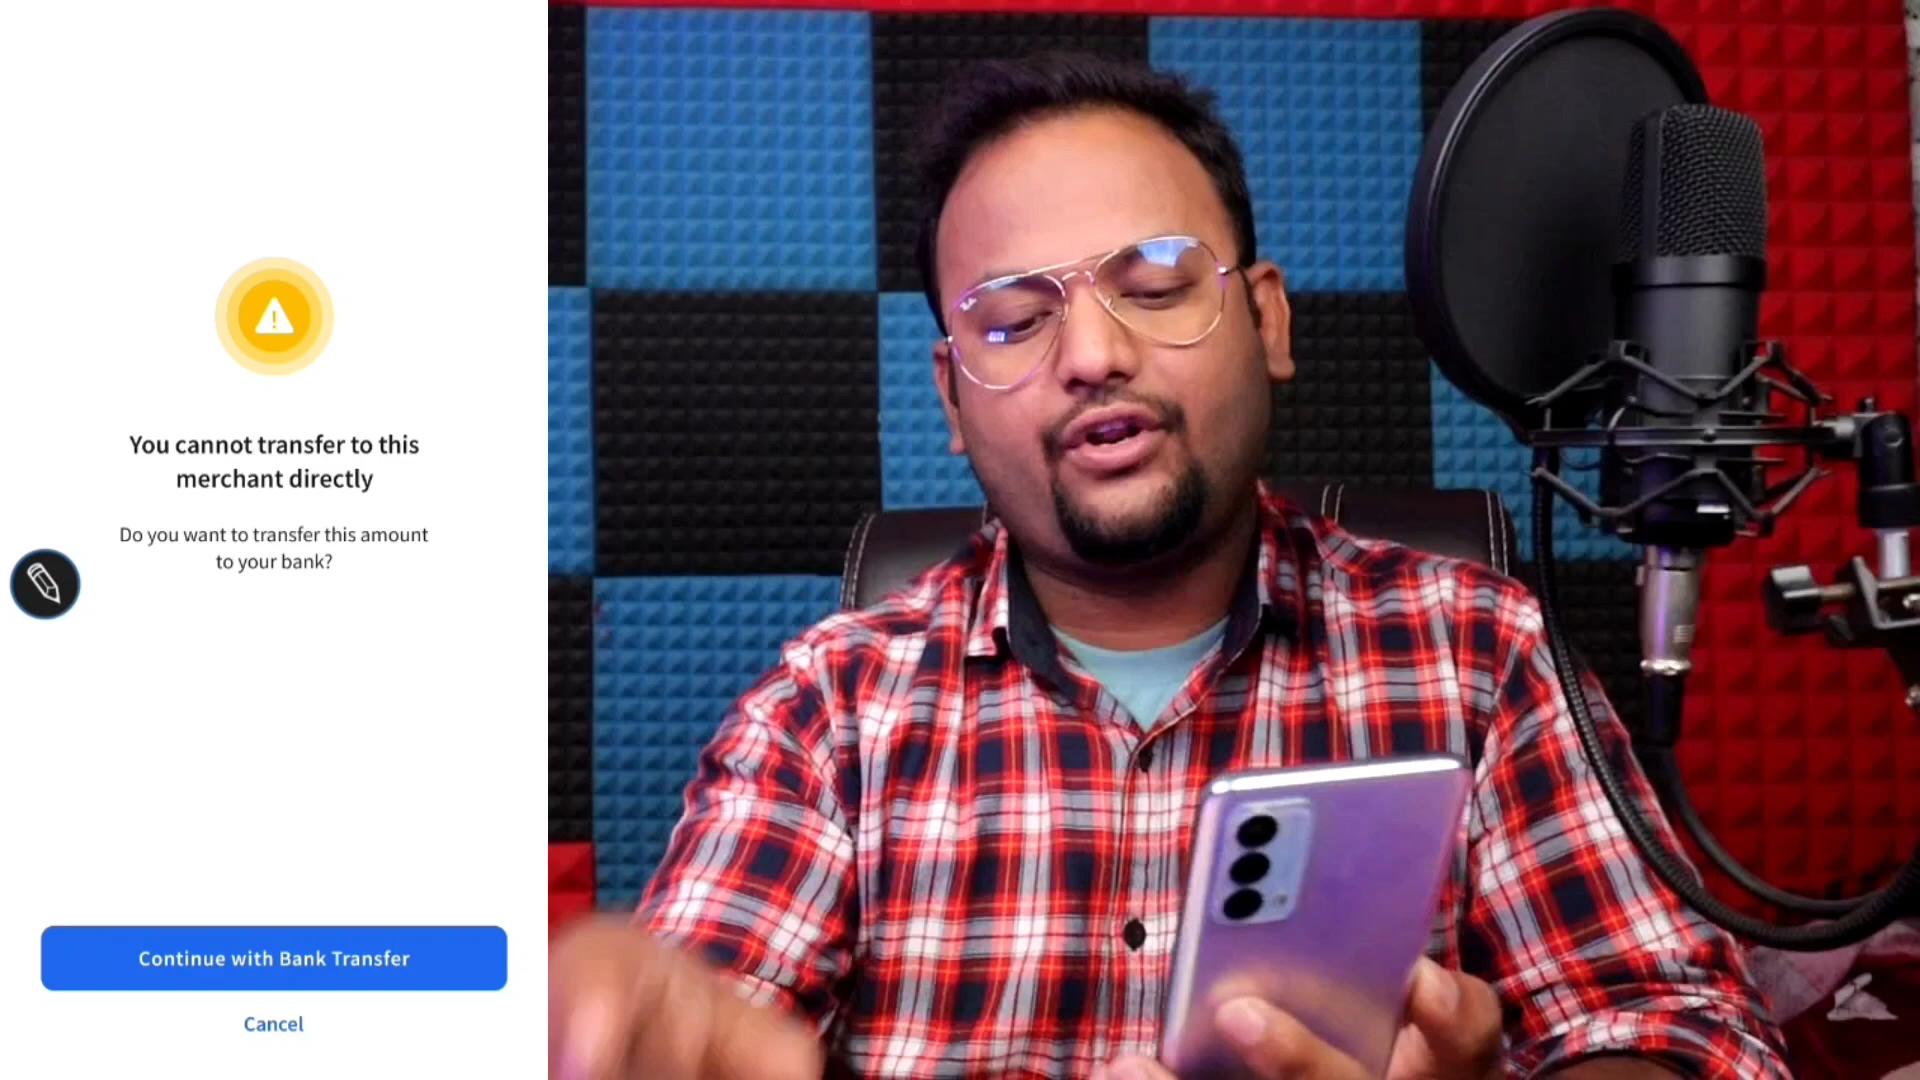 You cannot transfer to this
merchant directly
Do you want to transfer this amount
to your bank?
Continue with Bank Transfer
Cancel